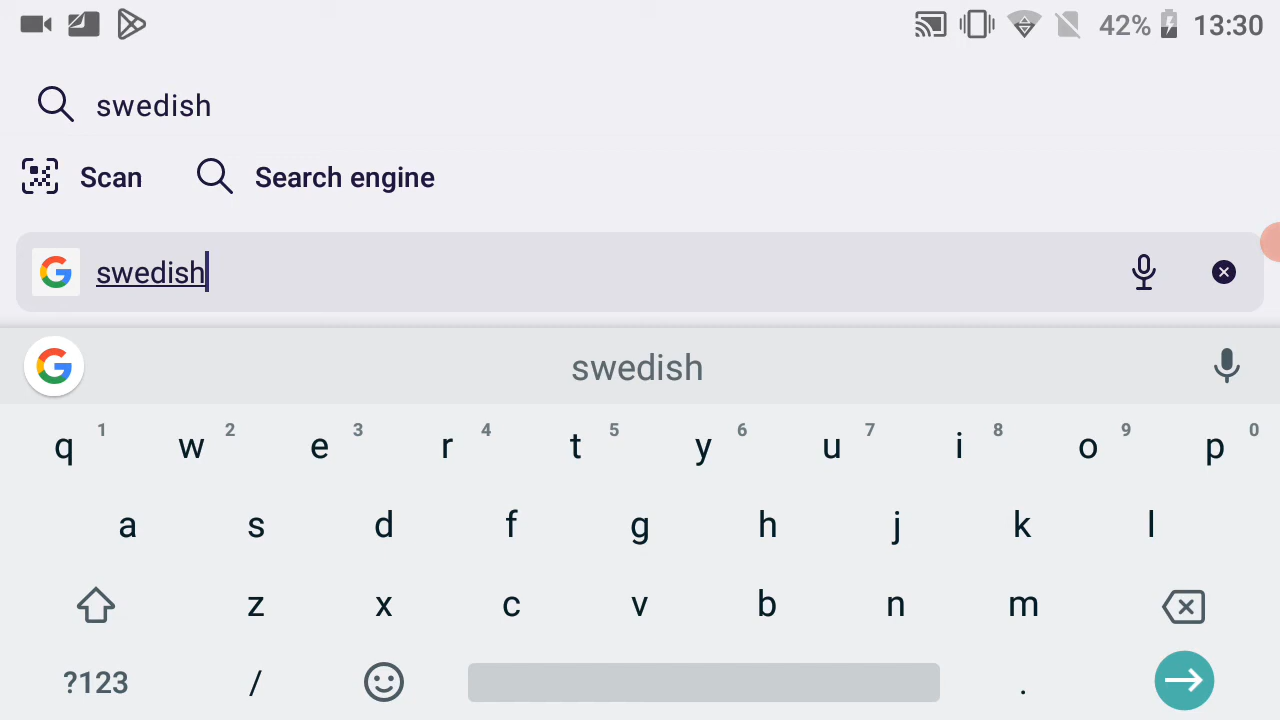 42% 13:30
swedish
Scan Search engine
swedish
swedish
q 1 w 2 e 3 r 4 t 5 y 6 u 7 i 8 o 9 p 0
a s d f g h j k l
z x c v b n m
?123 / .